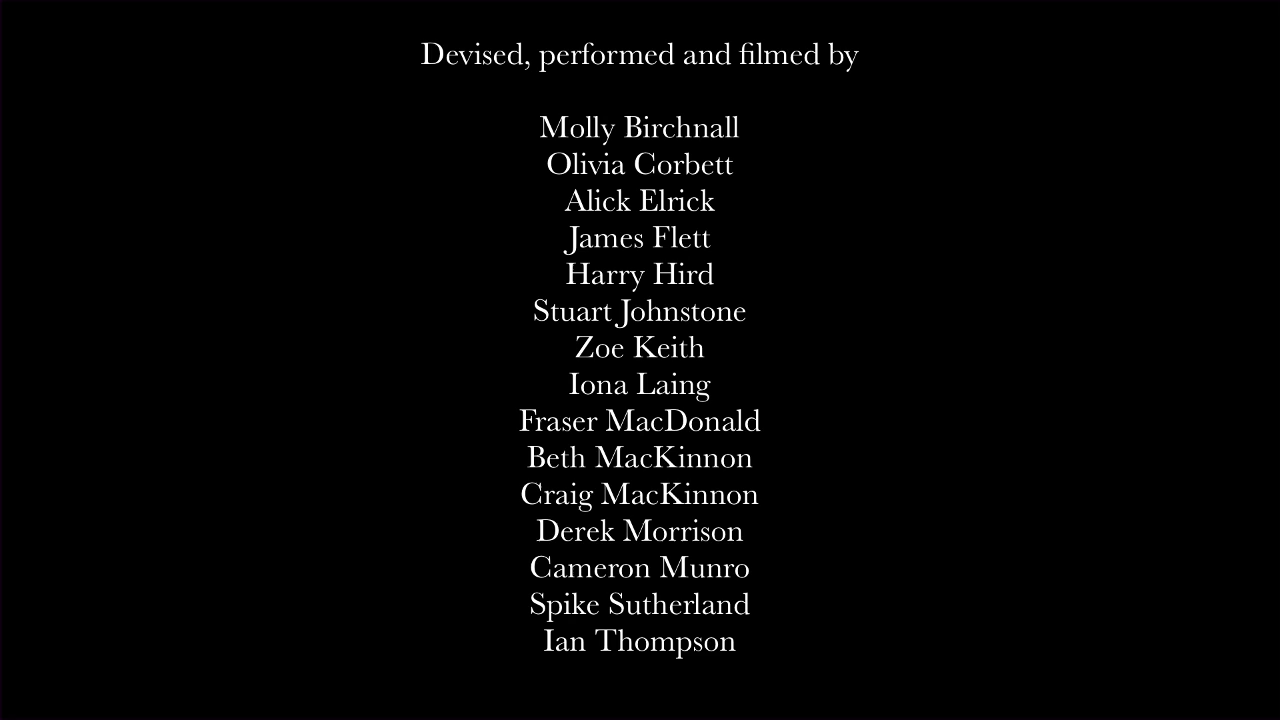 Devised, performed and filmed by
Molly Birchnall
Olivia Corbett
Alick Elrick
James Flett
Harry Hird
Stuart Johnstone
Zoe Keith
Iona Laing
Fraser MacDonald
Beth MacKinnon
Craig MacKinnon
Derek Morrison
Cameron Munro
Spike Sutherland
Ian Thompson